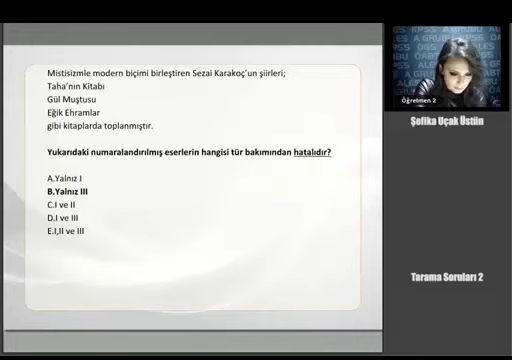 Mistisizmle modern biçimi birleştiren Sezai Karakoç'un şiirleri;
Taha'nın Kitabı
Gül Muştusu
Eğik Ehramlar
gibi kitaplarda toplanmıştır.
Yukarıdaki numaralandırılmış eserlerin hangisi tür bakımından hatalıdır?
A.Yalnız I
B.Yalnız III
C.I ve II
D.I ve III
E.I,II ve III
Öğretmen 2
Şefika Uçak Üstün
Tarama Soruları 2